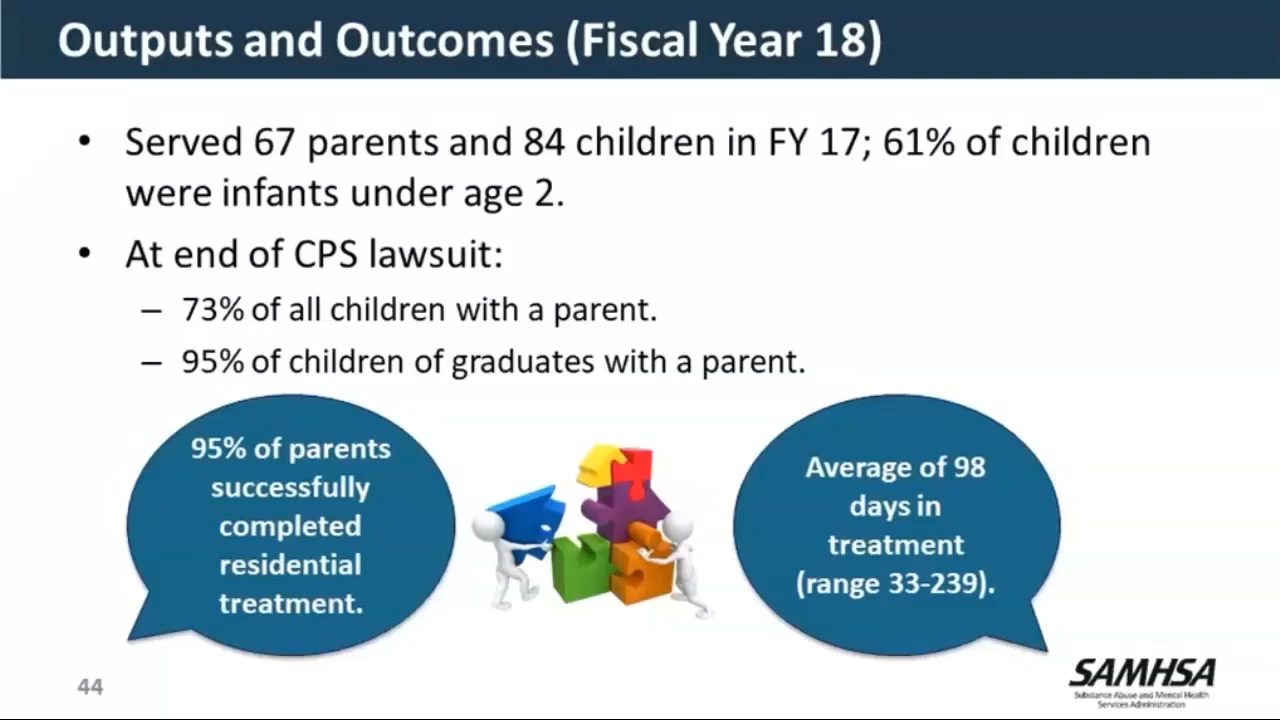 Outputs and Outcomes (Fiscal Year 18)
• Served 67 parents and 84 children in FY 17; 61% of children
were infants under age 2.
• At end of CPS lawsuit:
– 73% of all children with a parent.
– 95% of children of graduates with a parent.
95% of parents
successfully
completed
residential
treatment.
Average of 98
days in
treatment
(range 33-239).
44
SAMHSA
Substance Abuse and Mental Health
Services Administration